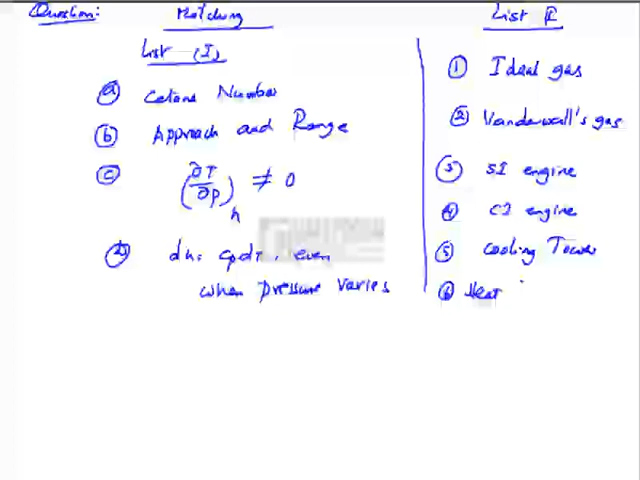 Question: Matching
List (I)
(a) Cetane Number
(b) Approach and Range
(c) (∂T/∂p)h ≠ 0
(d) dh = cpdT, even
when pressure varies
List II
(1) Ideal gas
(2) Vanderwall's gas
(3) SI engine
(4) CI engine
(5) Cooling Tower
(6) Heat